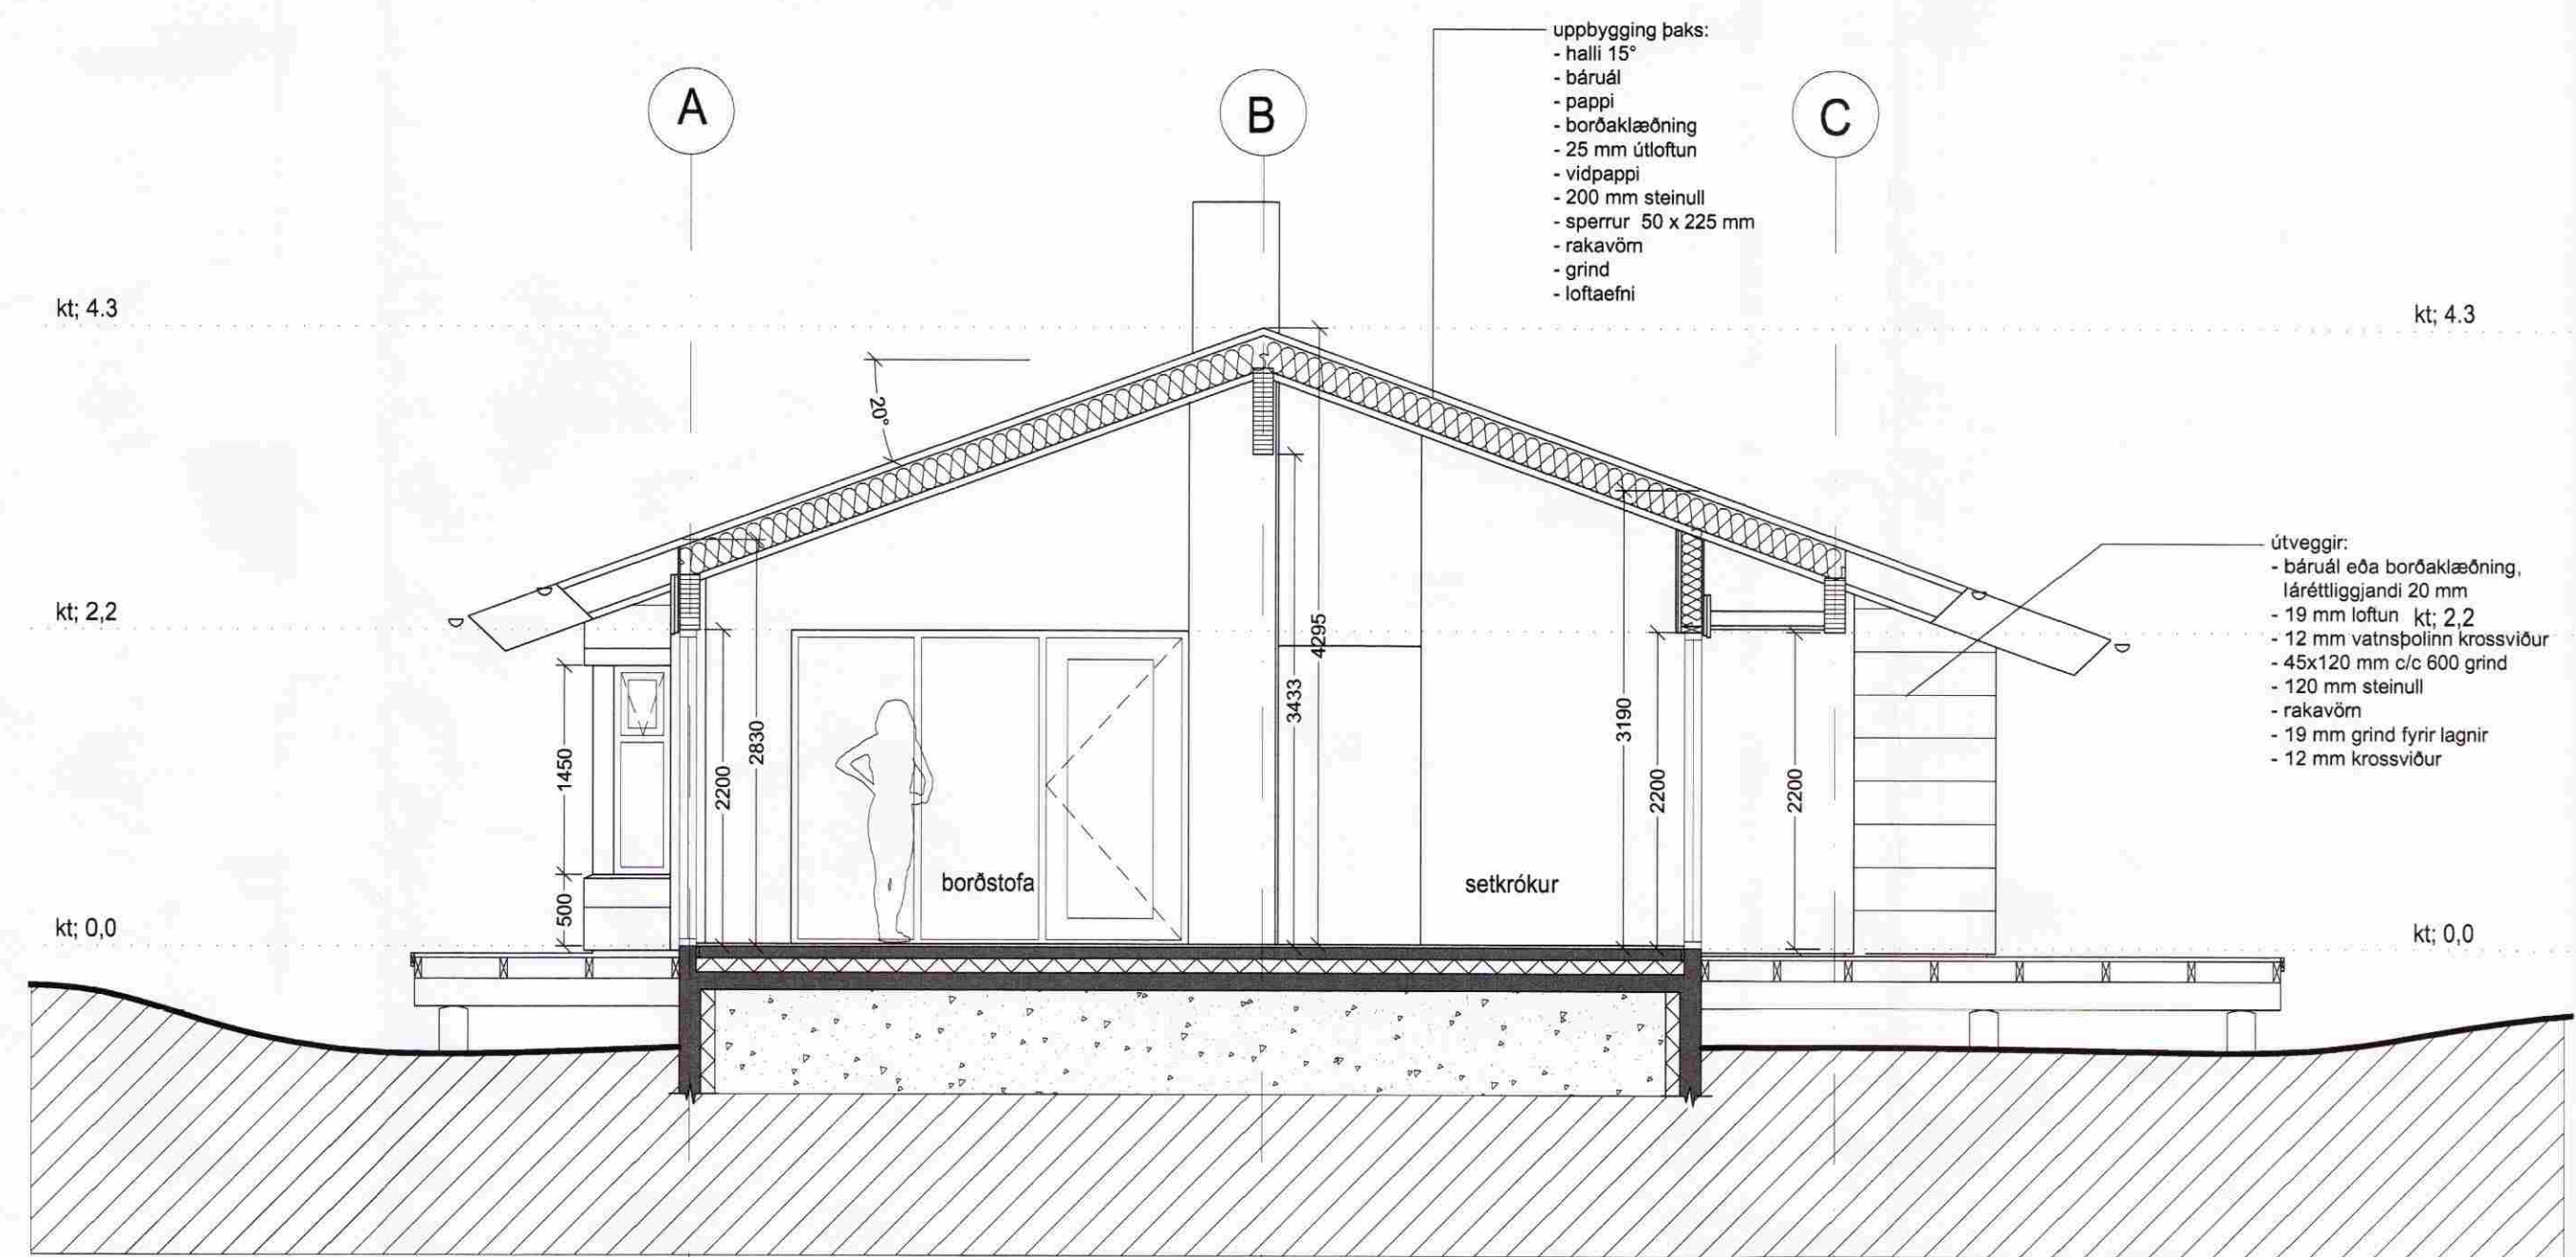 uppbygging þaks:
- halli 15°
- báruál
- pappi
- borðaklæðning
- 25 mm útloftun
- vidpappi
- 200 mm steinull
- sperrur 50 x 225 mm
- rakavörn
- grind
- loftaefni
A
B
C
kt; 4.3
kt; 4.3
20°
útveggir:
- báruál eða borðaklæðning,
láréttliggjandi 20 mm
- 19 mm loftun
- 12 mm vatnsþolinn krossviður
- 45x120 mm c/c 600 grind
- 120 mm steinull
- rakavörn
- 19 mm grind fyrir lagnir
- 12 mm krossviður
kt; 2,2
kt; 2,2
1450
500
2200
2830
3433
4295
3190
2200
2200
borðstofa
setkrókur
kt; 0,0
kt; 0,0